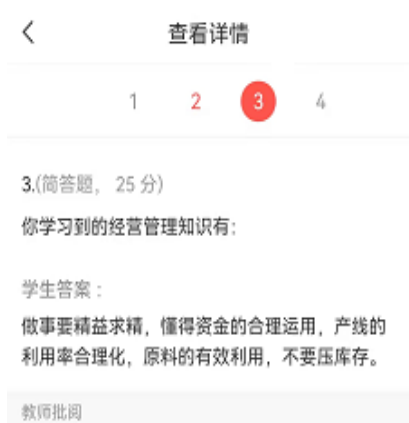 查看详情
1 2 3 4
3.(简答题， 25 分)
你学习到的经营管理知识有:
学生答案：
做事要精益求精，懂得资金的合理运用，产线的
利用率合理化，原料的有效利用，不要压库存。
教师批阅